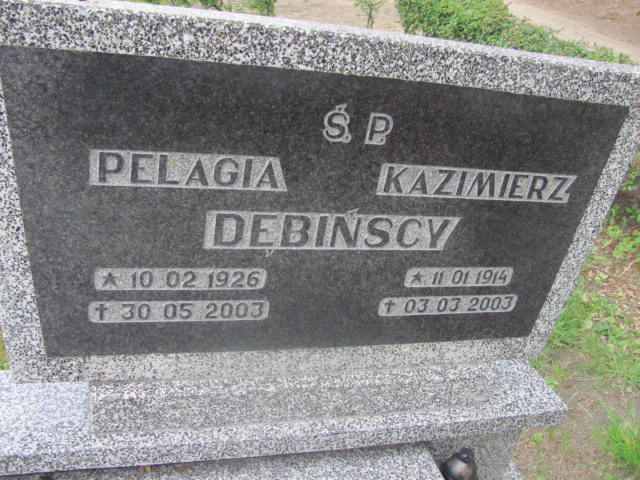 Ś.P.
PELAGIA KAZIMIERZ
DĘBIŃSCY
★ 10 02 1926 ★ 11 01 1914
✝ 30 05 2003 ✝ 03 03 2003